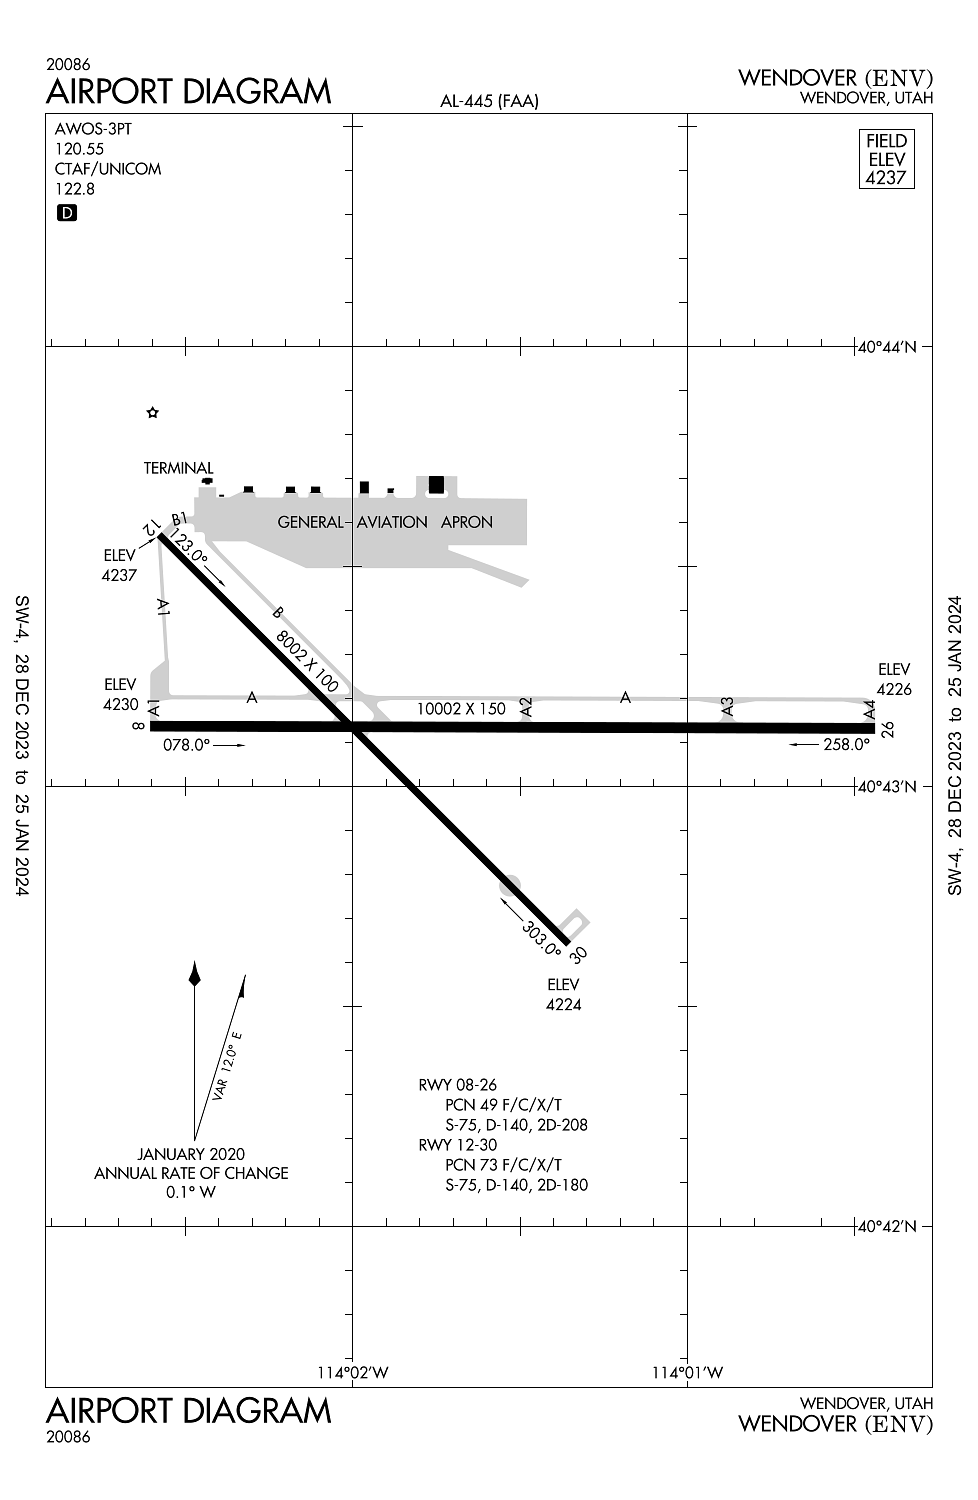 20086
AIRPORT DIAGRAM
AL-445 (FAA)
WENDOVER (ENV)
WENDOVER, UTAH
AWOS-3PT
120.55
CTAF/UNICOM
122.8
D
FIELD
ELEV
4237
40°44'N
TERMINAL
GENERAL AVIATION APRON
12
B1
123.0°
ELEV
4237
A1
B
8002 X 100
ELEV
4230
A1
A
10002 X 150
A2
A
A3
A4
ELEV
4226
8
078.0°
258.0°
26
40°43'N
303.0°
30
ELEV
4224
VAR 12.0° E
JANUARY 2020
ANNUAL RATE OF CHANGE
0.1° W
RWY 08-26
PCN 49 F/C/X/T
S-75, D-140, 2D-208
RWY 12-30
PCN 73 F/C/X/T
S-75, D-140, 2D-180
40°42'N
114°02'W
114°01'W
SW-4, 28 DEC 2023 to 25 JAN 2024
SW-4, 28 DEC 2023 to 25 JAN 2024
AIRPORT DIAGRAM
20086
WENDOVER, UTAH
WENDOVER (ENV)